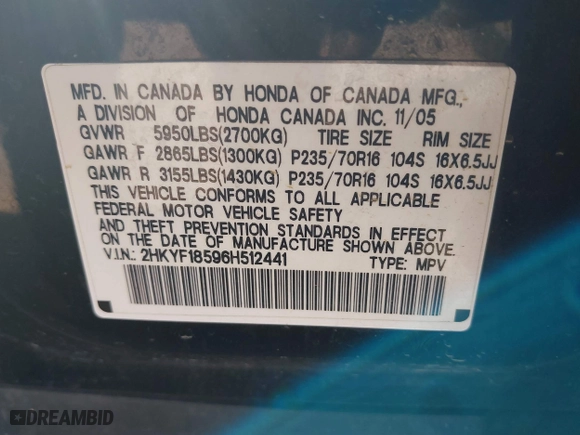 MFD. IN CANADA BY HONDA OF CANADA MFG.,
A DIVISION OF HONDA CANADA INC. 11/05
GVWR 5950LBS(2700KG) TIRE SIZE RIM SIZE
GAWR F 2865LBS(1300KG) P235/70R16 104S 16X6.5JJ
GAWR R 3155LBS(1430KG) P235/70R16 104S 16X6.5JJ
THIS VEHICLE CONFORMS TO ALL APPLICABLE
FEDERAL MOTOR VEHICLE SAFETY
AND THEFT PREVENTION STANDARDS IN EFFECT
ON THE DATE OF MANUFACTURE SHOWN ABOVE.
V.I.N.: 2HKYF18596H512441 TYPE: MPV
DREAMBID